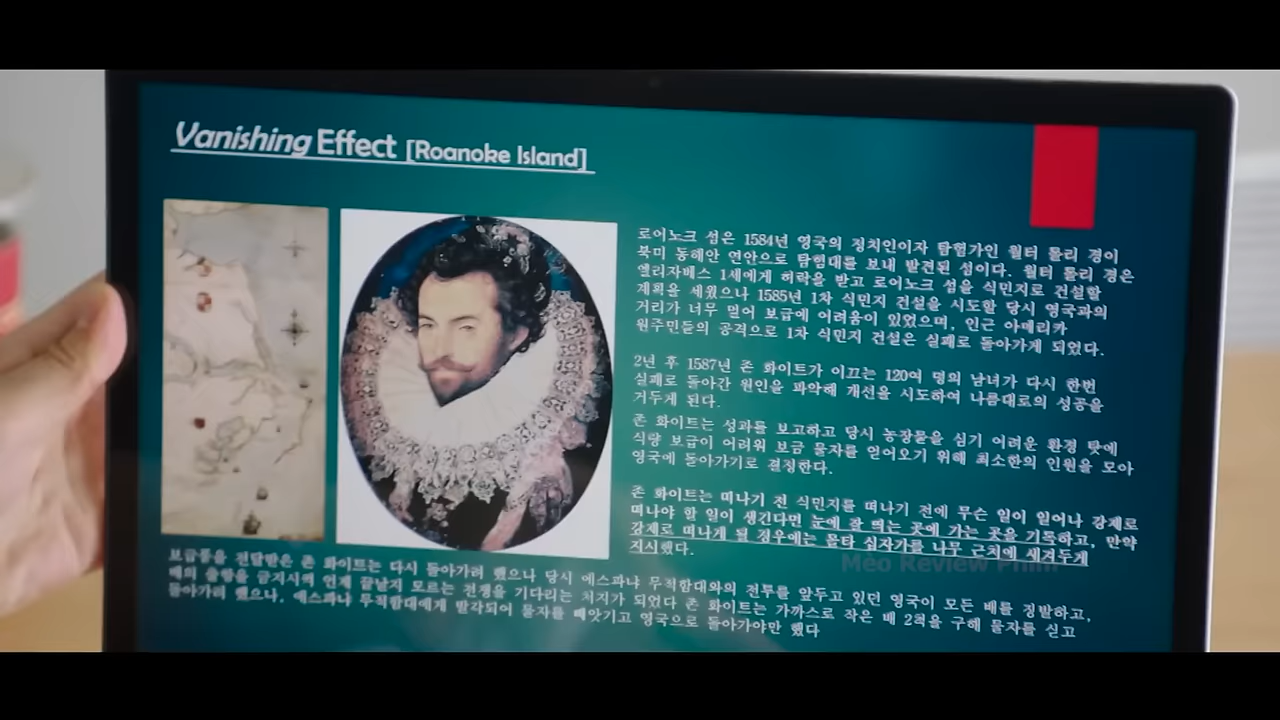 Vanishing Effect [Roanoke Island]
로어노크 섬은 1584년 영국의 정치인이자 탐험가인 월터 롤리 경이
북미 동해안 연안으로 탐험대를 보내 발견된 섬이다. 월터 롤리 경은
엘리자베스 1세에게 허락을 받고 로어노크 섬을 식민지로 건설할
계획을 세웠으나 1585년 1차 식민지 건설을 시도할 당시 영국과의
거리가 너무 멀어 보급에 어려움이 있었으며, 인근 아메리카
원주민들의 공격으로 1차 식민지 건설은 실패로 돌아가게 되었다.
2년 후 1587년 존 화이트가 이끄는 120여 명의 남녀가 다시 한번
실패로 돌아간 원인을 파악해 개선을 시도하여 나름대로의 성공을
거두게 된다.
존 화이트는 성과를 보고하고 당시 농장물을 심기 어려운 환경 탓에
식량 보급이 어려워 보금 물자를 얻어오기 위해 최소한의 인원을 모아
영국에 돌아가기로 결정한다.
존 화이트는 떠나기 전 식민지를 떠나기 전에 무슨 일이 일어나 강제로
떠나야 할 일이 생긴다면 눈에 잘 띄는 곳에 가는 곳을 기록하고, 만약
강제로 떠나게 될 경우에는 몰타 십자가를 나무 근처에 새겨두게
지시했다.
Meo Review Phim
보급품을 전달받은 존 화이트는 다시 돌아가려 했으나 당시 에스파냐 무적함대와의 전투를 앞두고 있던 영국이 모든 배를 징발하고,
배의 출항을 금지시켜 언제 끝날지 모르는 전쟁을 기다리는 처지가 되었다 존 화이트는 가까스로 작은 배 2척을 구해 물자를 싣고
돌아가려 했으나, 에스파냐 무적함대에게 발각되어 물자를 빼앗기고 영국으로 돌아가야만 했다